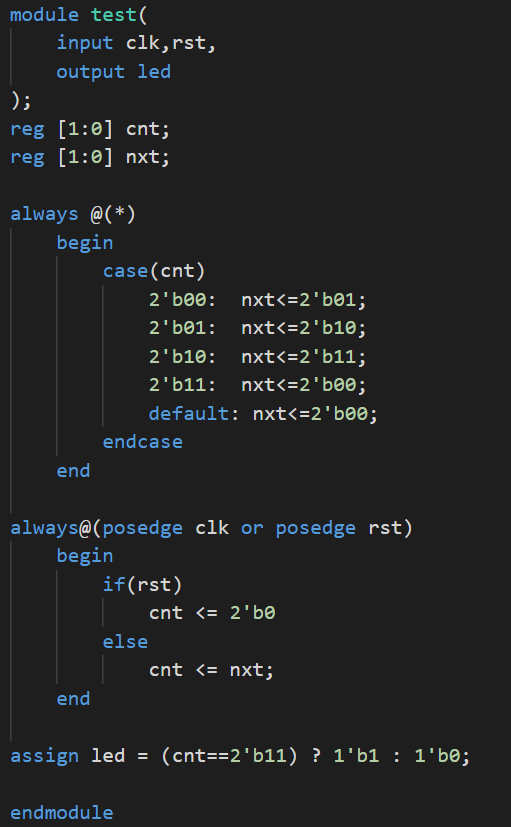 module test(
    input clk,rst,
    output led
);
reg [1:0] cnt;
reg [1:0] nxt;

always @(*)
    begin
        case(cnt)
            2'b00:  nxt<=2'b01;
            2'b01:  nxt<=2'b10;
            2'b10:  nxt<=2'b11;
            2'b11:  nxt<=2'b00;
            default: nxt<=2'b00;
        endcase
    end

always@(posedge clk or posedge rst)
    begin
        if(rst)
            cnt <= 2'b0
        else
            cnt <= nxt;
    end

assign led = (cnt==2'b11) ? 1'b1 : 1'b0;

endmodule